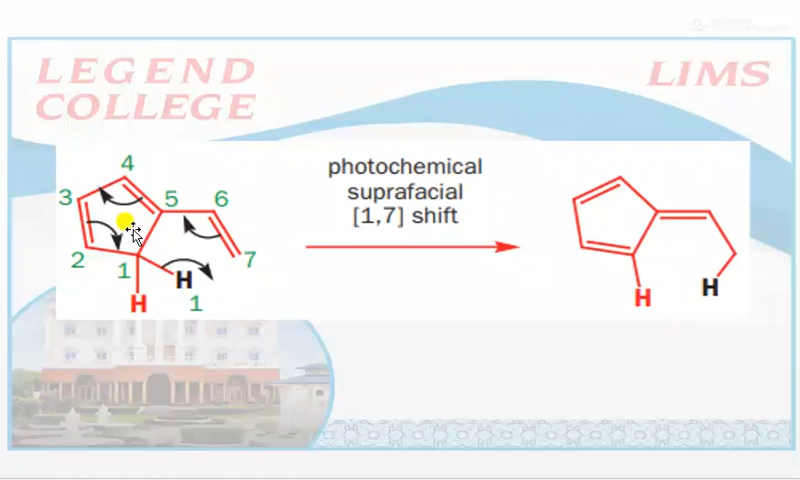 LEGEND
COLLEGE
LIMS
photochemical
suprafacial
[1,7] shift
4
3
5
6
2
1
7
H
H
1
H
H